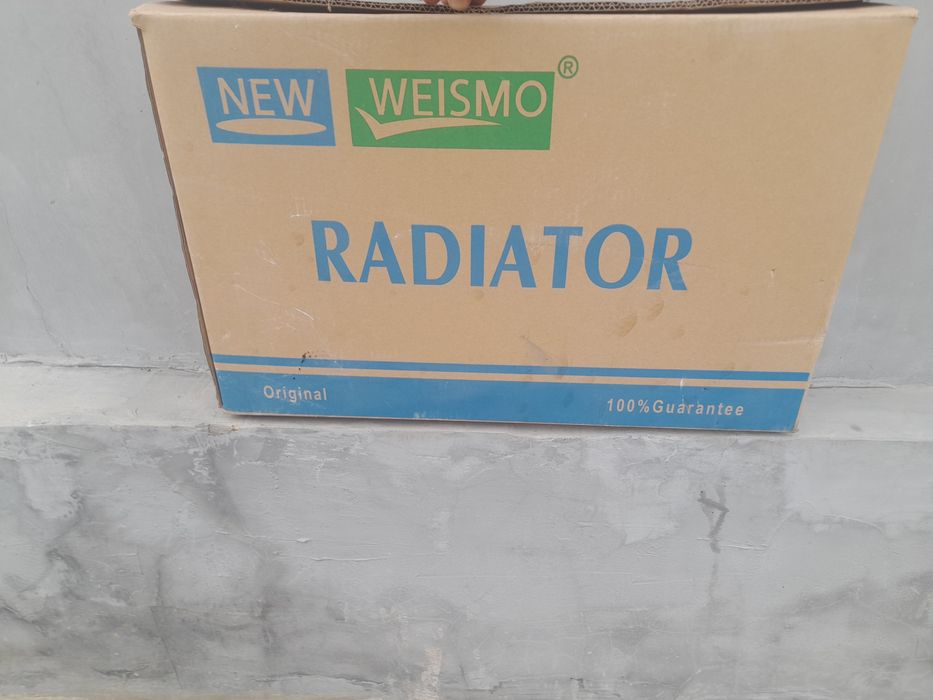 NEW WEISMO ®
RADIATOR
Original 100%Guarantee